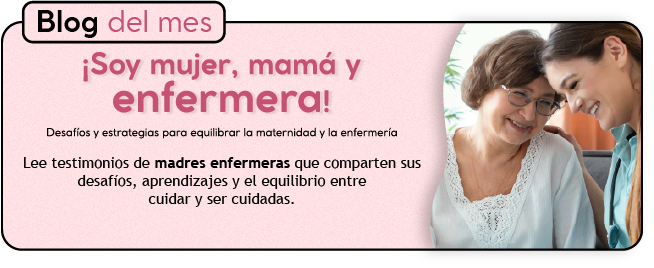 Blog del mes
¡Soy mujer, mamá y
enfermera!
Desafíos y estrategias para equilibrar la maternidad y la enfermería
Lee testimonios de madres enfermeras que comparten sus
desafíos, aprendizajes y el equilibrio entre
cuidar y ser cuidadas.